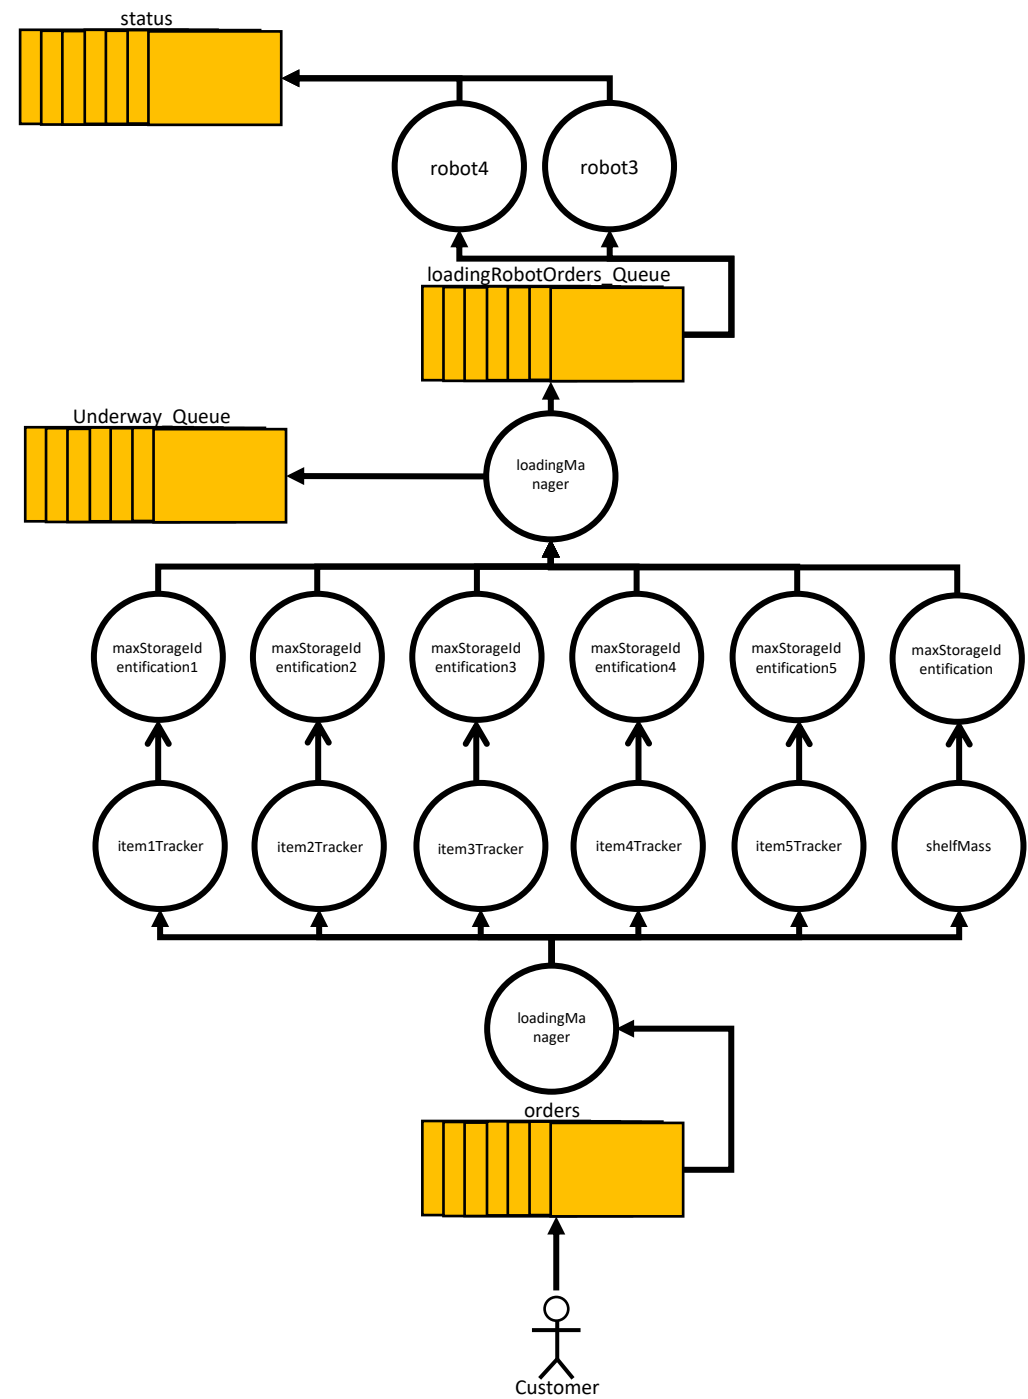 status
robot4
robot3
loadingRobotOrders_Queue
Underway_Queue
loadingMa
nager
maxStorageId
entification1
maxStorageId
entification2
maxStorageId
entification3
maxStorageId
entification4
maxStorageId
entification5
maxStorageId
entification
item1Tracker
item2Tracker
item3Tracker
item4Tracker
item5Tracker
shelfMass
loadingMa
nager
orders
Customer